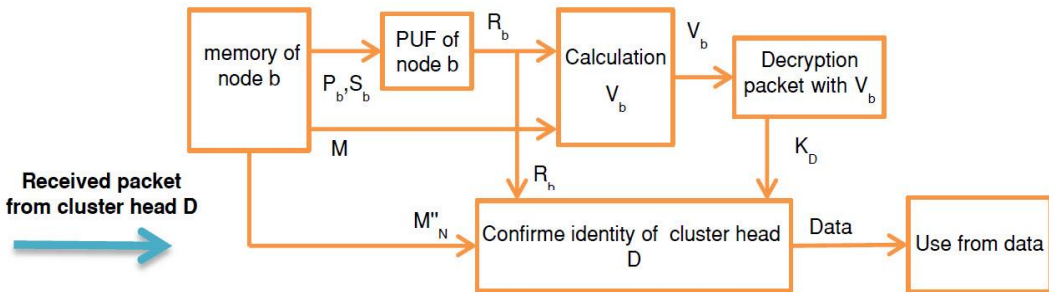 Received packet
from cluster head D
memory of
node b
P_b,S_b
M
PUF of
node b
R_b
R_b
Calculation
V_b
V_b
Decryption
packet with V_b
K_D
M''_N
Confirme identity of cluster head
D
Data
Use from data